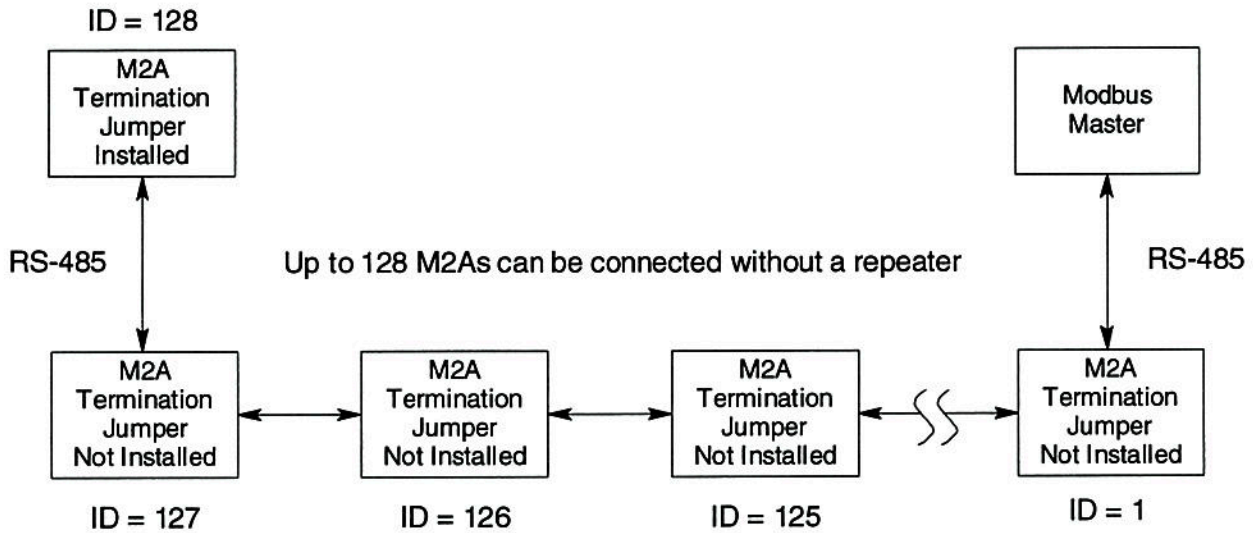 ID = 128
M2A
Termination
Jumper
Installed
Modbus
Master
RS-485
Up to 128 M2As can be connected without a repeater
RS-485
M2A
Termination
Jumper
Not Installed
M2A
Termination
Jumper
Not Installed
M2A
Termination
Jumper
Not Installed
M2A
Termination
Jumper
Not Installed
ID = 127
ID = 126
ID = 125
ID = 1